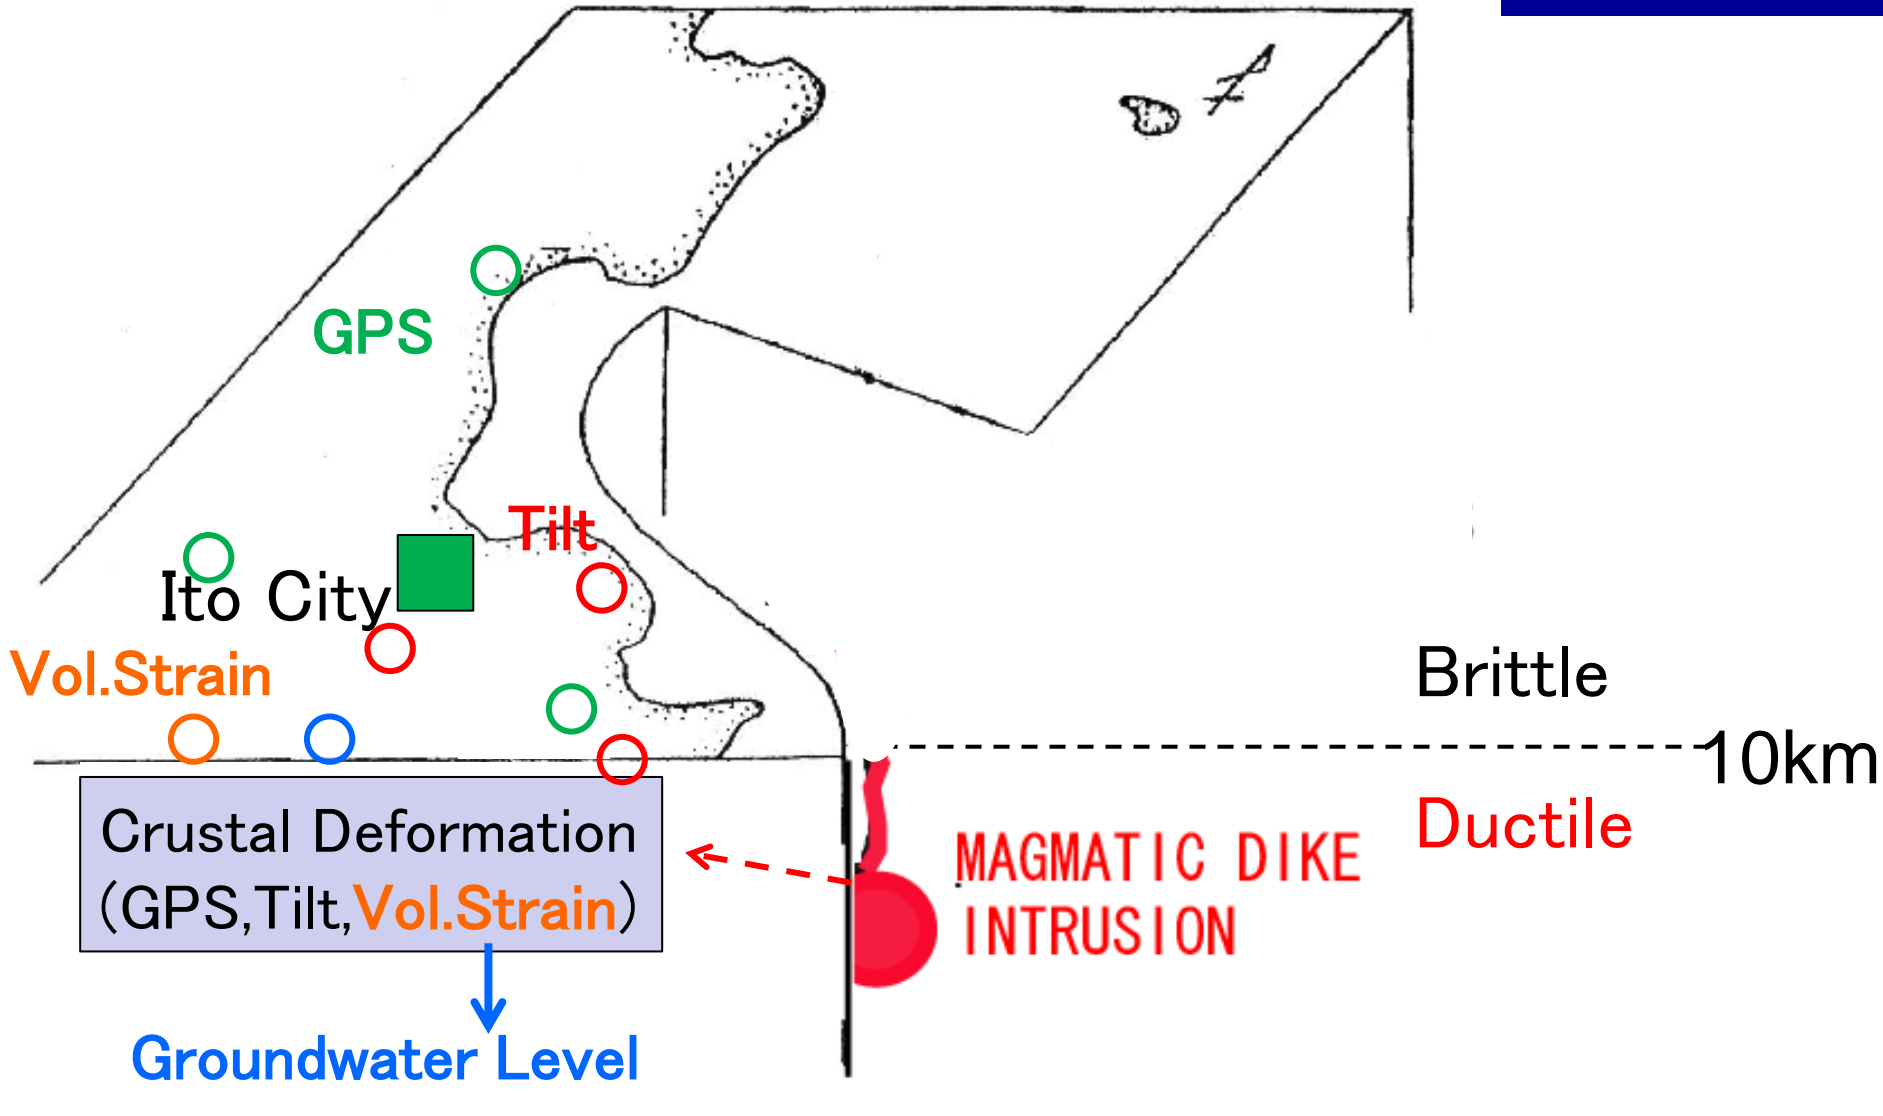 GPS
Tilt
Ito City
Vol.Strain
Brittle
10km
Ductile
Crustal Deformation
(GPS,Tilt,Vol.Strain)
MAGMATIC DIKE
INTRUSION
Groundwater Level